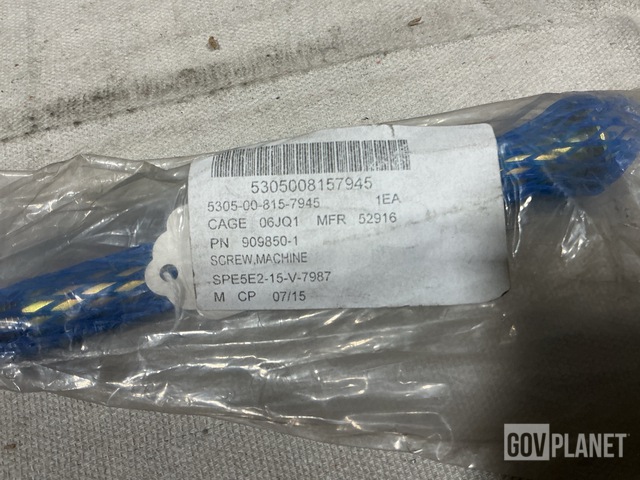 5305008157945
5305-00-815-7945 1EA
CAGE 06JQ1 MFR 52916
PN 909850-1
SCREW,MACHINE
SPE5E2-15-V-7987
M CP 07/15
GOVPLANET